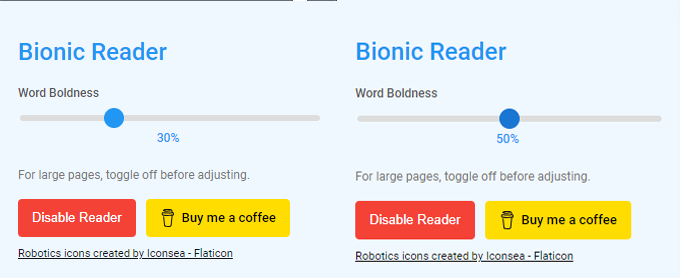 Bionic Reader
Word Boldness
30%
For large pages, toggle off before adjusting.
Disable Reader
Buy me a coffee
Robotics icons created by Iconsea - Flaticon
Bionic Reader
Word Boldness
50%
For large pages, toggle off before adjusting.
Disable Reader
Buy me a coffee
Robotics icons created by Iconsea - Flaticon